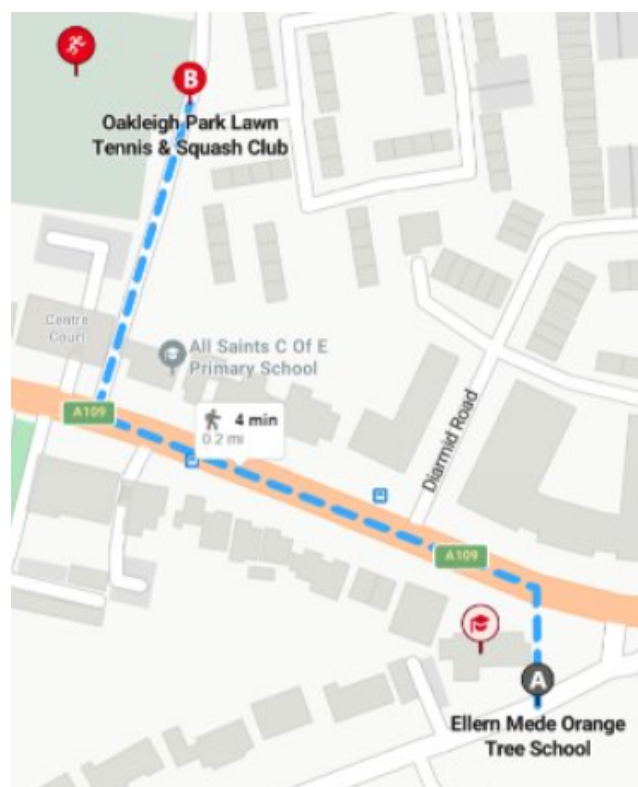 B
Oakleigh Park Lawn
Tennis & Squash Club
Centre
Court
All Saints C Of E
Primary School
A109
4 min
0.2 mi
Diarmid Road
A109
A
Ellern Mede Orange
Tree School